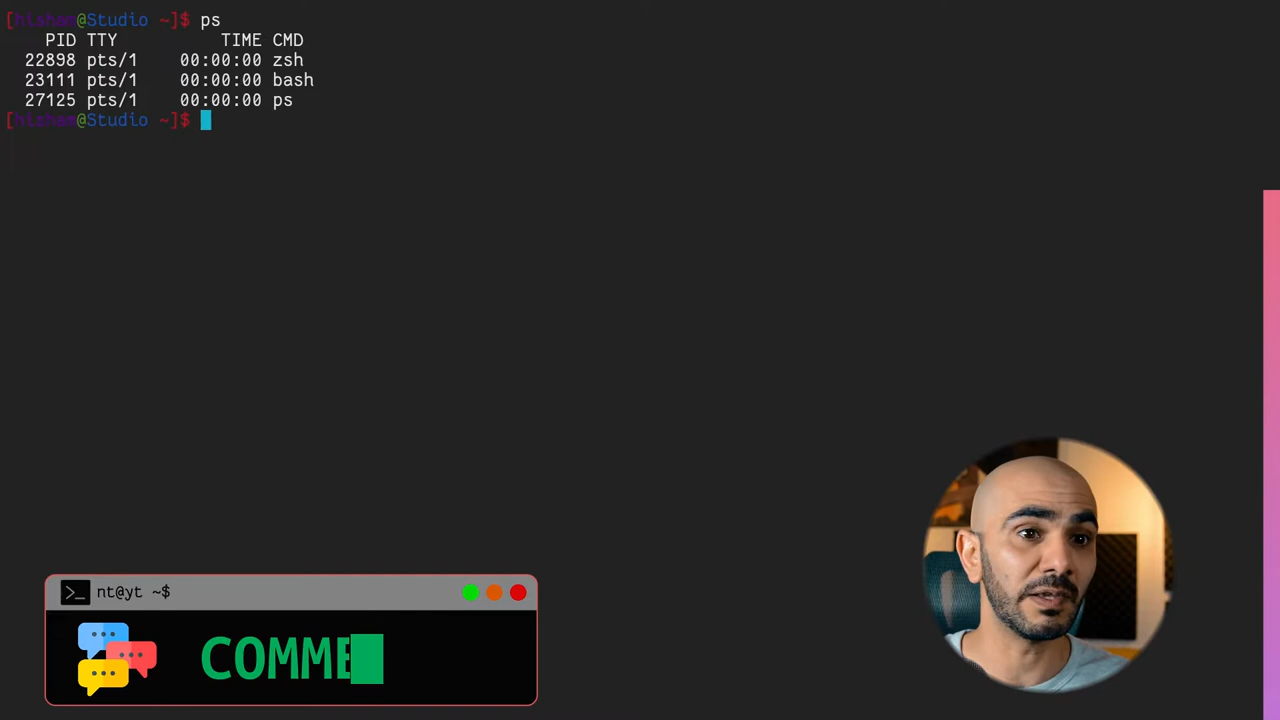 [hisham@Studio ~]$ ps
PID TTY TIME CMD
22898 pts/1 00:00:00 zsh
23111 pts/1 00:00:00 bash
27125 pts/1 00:00:00 ps
[hisham@Studio ~]$
>_ nt@yt ~$
COMME